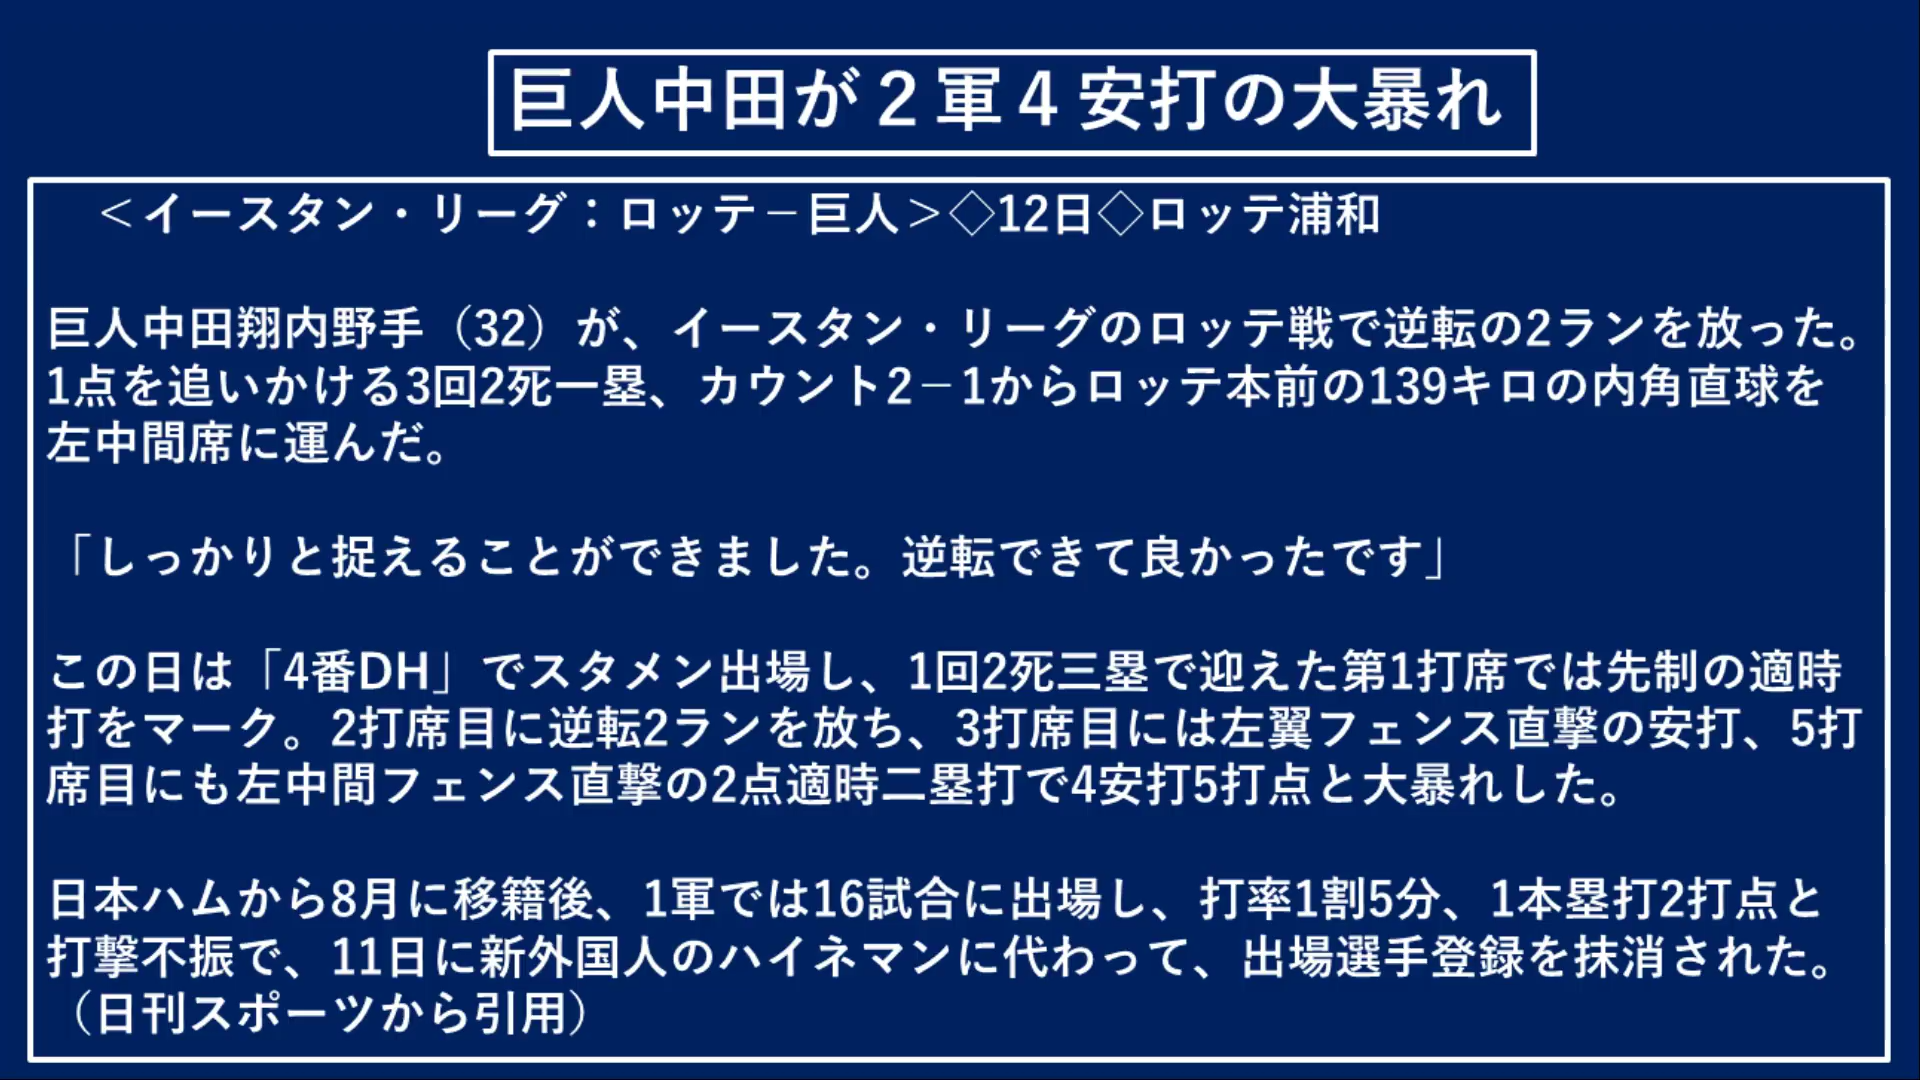 巨人中田が２軍４安打の大暴れ
＜イースタン・リーグ：ロッテ－巨人＞◇12日◇ロッテ浦和
巨人中田翔内野手（32）が、イースタン・リーグのロッテ戦で逆転の2ランを放った。
1点を追いかける3回2死一塁、カウント2－1からロッテ本前の139キロの内角直球を
左中間席に運んだ。
「しっかりと捉えることができました。逆転できて良かったです」
この日は「4番DH」でスタメン出場し、1回2死三塁で迎えた第1打席では先制の適時
打をマーク。2打席目に逆転2ランを放ち、3打席目には左翼フェンス直撃の安打、5打
席目にも左中間フェンス直撃の2点適時二塁打で4安打5打点と大暴れした。
日本ハムから8月に移籍後、1軍では16試合に出場し、打率1割5分、1本塁打2打点と
打撃不振で、11日に新外国人のハイネマンに代わって、出場選手登録を抹消された。
（日刊スポーツから引用）